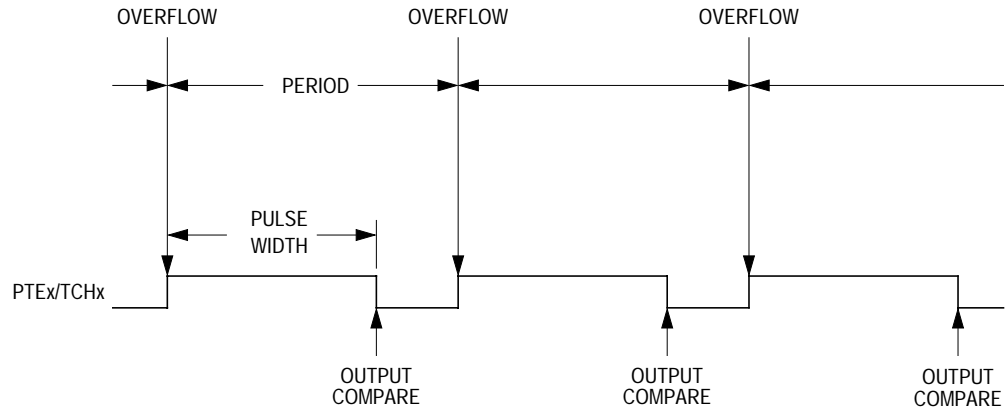 OVERFLOW OVERFLOW OVERFLOW
PERIOD
PULSE
WIDTH
PTEx/TCHx
OUTPUT
COMPARE
OUTPUT
COMPARE
OUTPUT
COMPARE